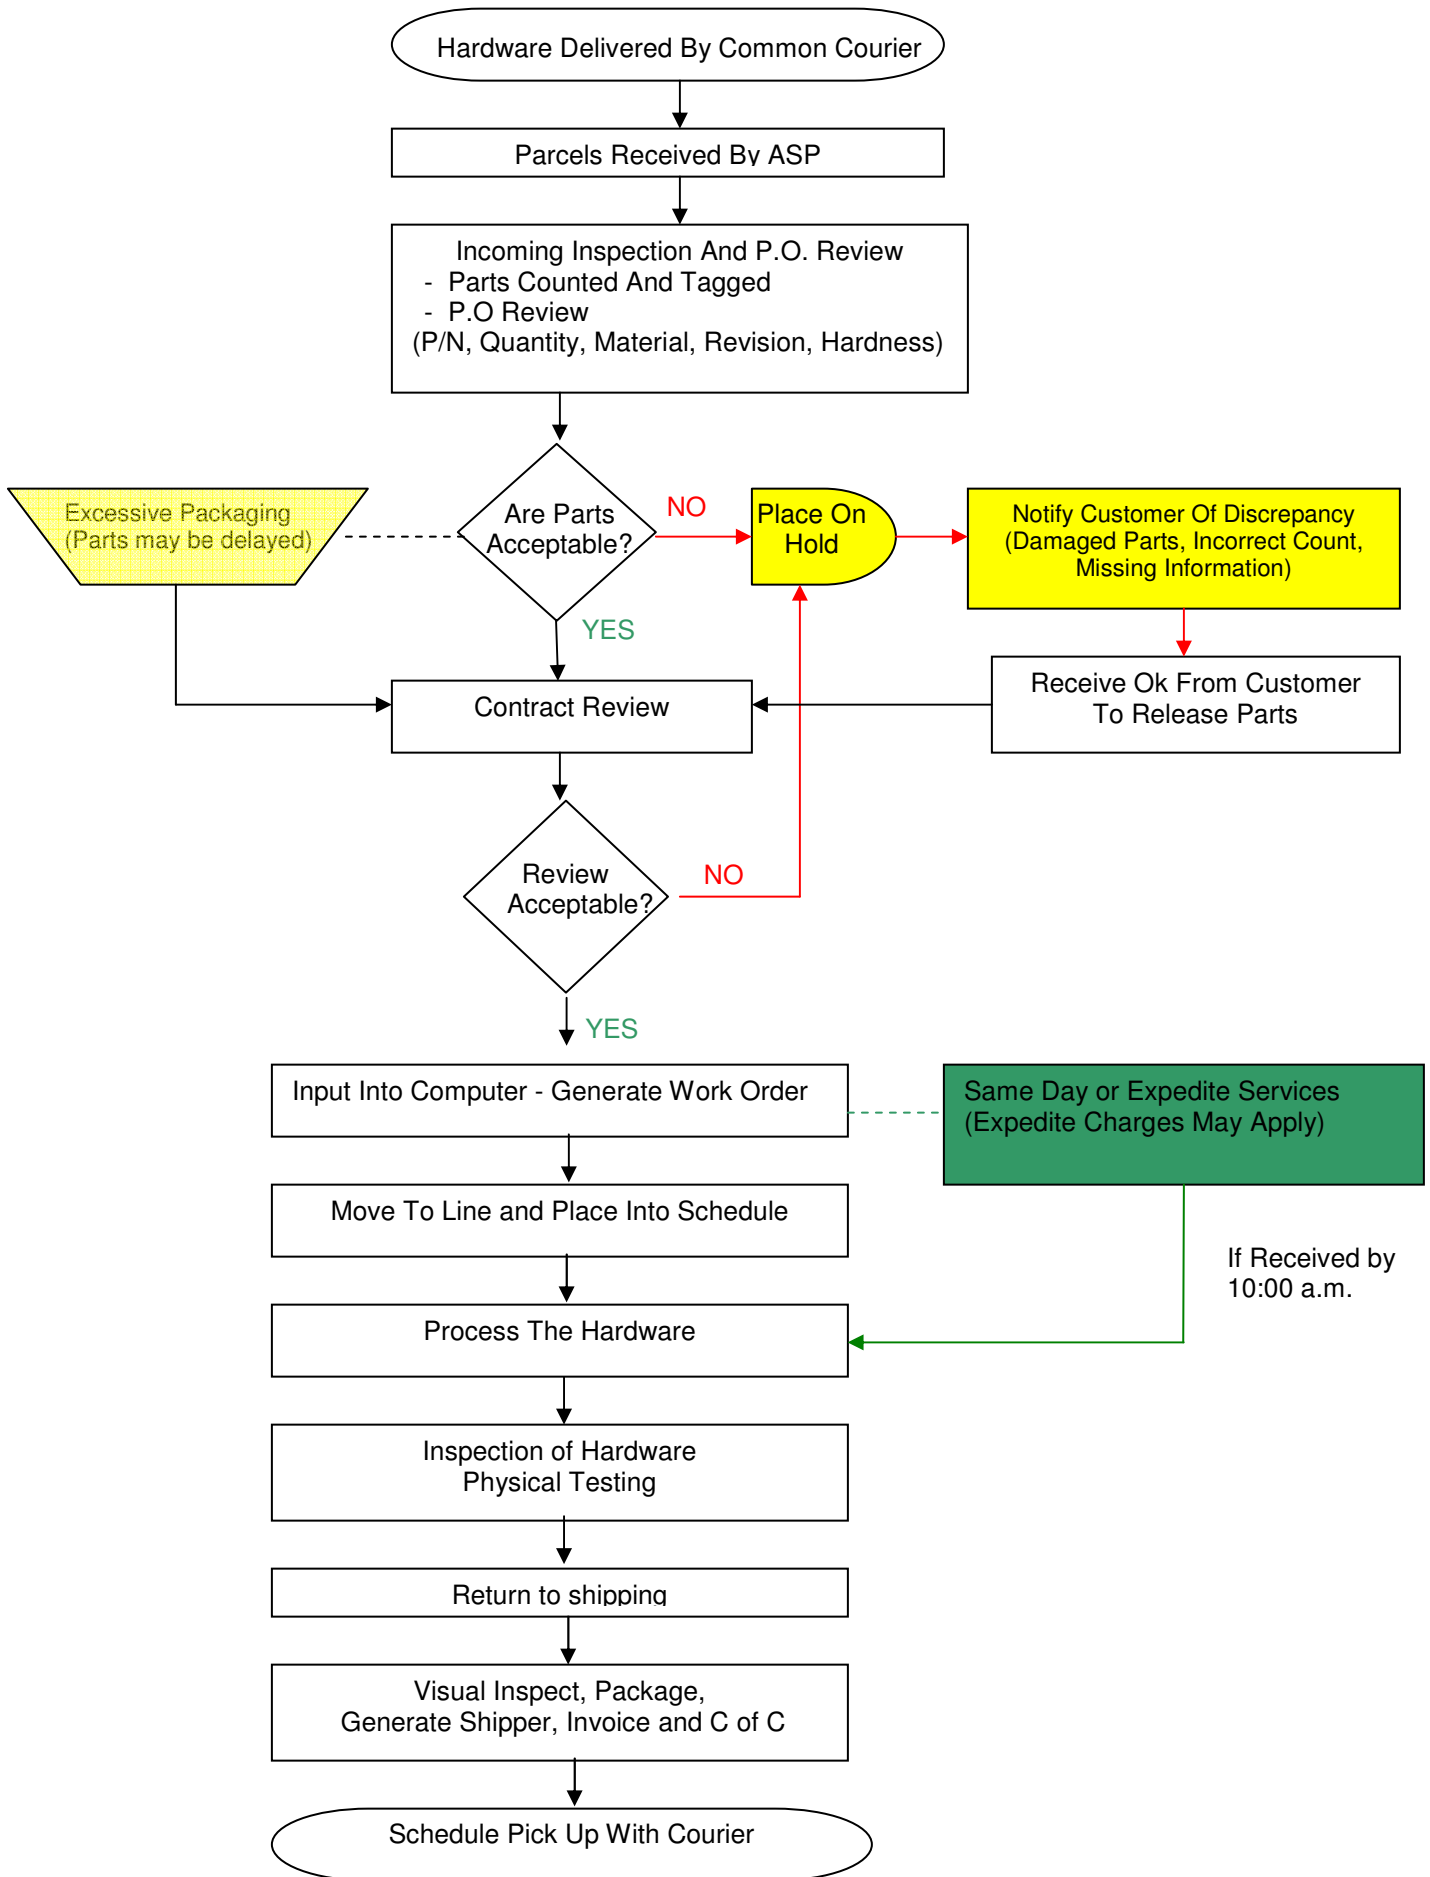 Hardware Delivered By Common Courier
Parcels Received By ASP
Incoming Inspection And P.O. Review
- Parts Counted And Tagged
- P.O Review
(P/N, Quantity, Material, Revision, Hardness)
Excessive Packaging
(Parts may be delayed)
Are Parts
Acceptable?
NO
Place On
Hold
Notify Customer Of Discrepancy
(Damaged Parts, Incorrect Count,
Missing Information)
YES
Contract Review
Receive Ok From Customer
To Release Parts
Review
Acceptable?
NO
YES
Input Into Computer - Generate Work Order
Same Day or Expedite Services
(Expedite Charges May Apply)
Move To Line and Place Into Schedule
If Received by
10:00 a.m.
Process The Hardware
Inspection of Hardware
Physical Testing
Return to shipping
Visual Inspect, Package,
Generate Shipper, Invoice and C of C
Schedule Pick Up With Courier